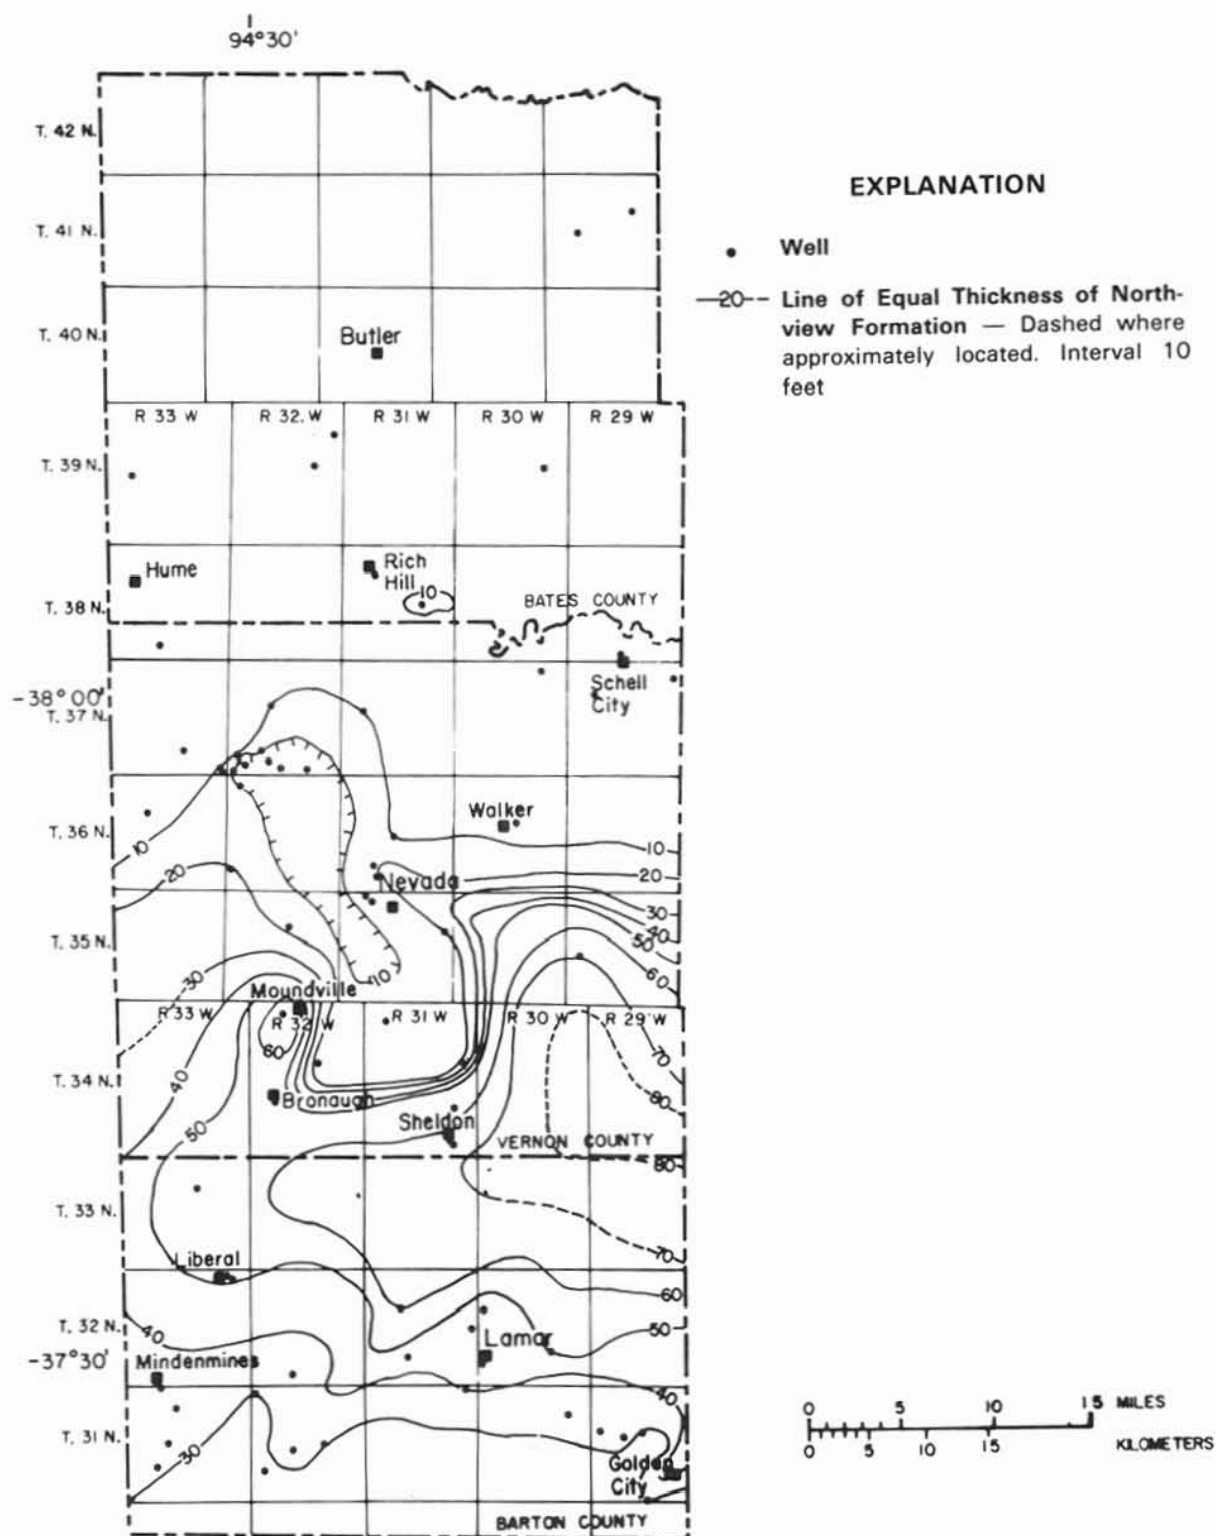 94°30'
T. 42 N.
EXPLANATION
T. 41 N.
Well
—20-- Line of Equal Thickness of North-
view Formation — Dashed where
approximately located. Interval 10
feet
T. 40 N.
Butler
R 33 W R 32. W R 31 W R 30 W R 29 W
T. 39 N.
Hume
Rich
Hill
10
T. 38 N.
BATES COUNTY
Schell
City
38°00'
T. 37 N.
Walker
T. 36 N.
10
10
20
20
Nevada
30
40
50
T. 35 N.
60
30
10
Moundville
R 33 W R 32 W R 31 W R 30 W R 29 W
60
70
T. 34 N.
40
80
Bronaugh
50
Sheldon
VERNON COUNTY
80
T. 33 N.
70
Liberal
60
T. 32 N.
40
50
Lamar
37°30'
Mindenmines
40
T. 31 N.
30
Golden
City
BARTON COUNTY
0 5 10 15 MILES
0 5 10 15 KILOMETERS